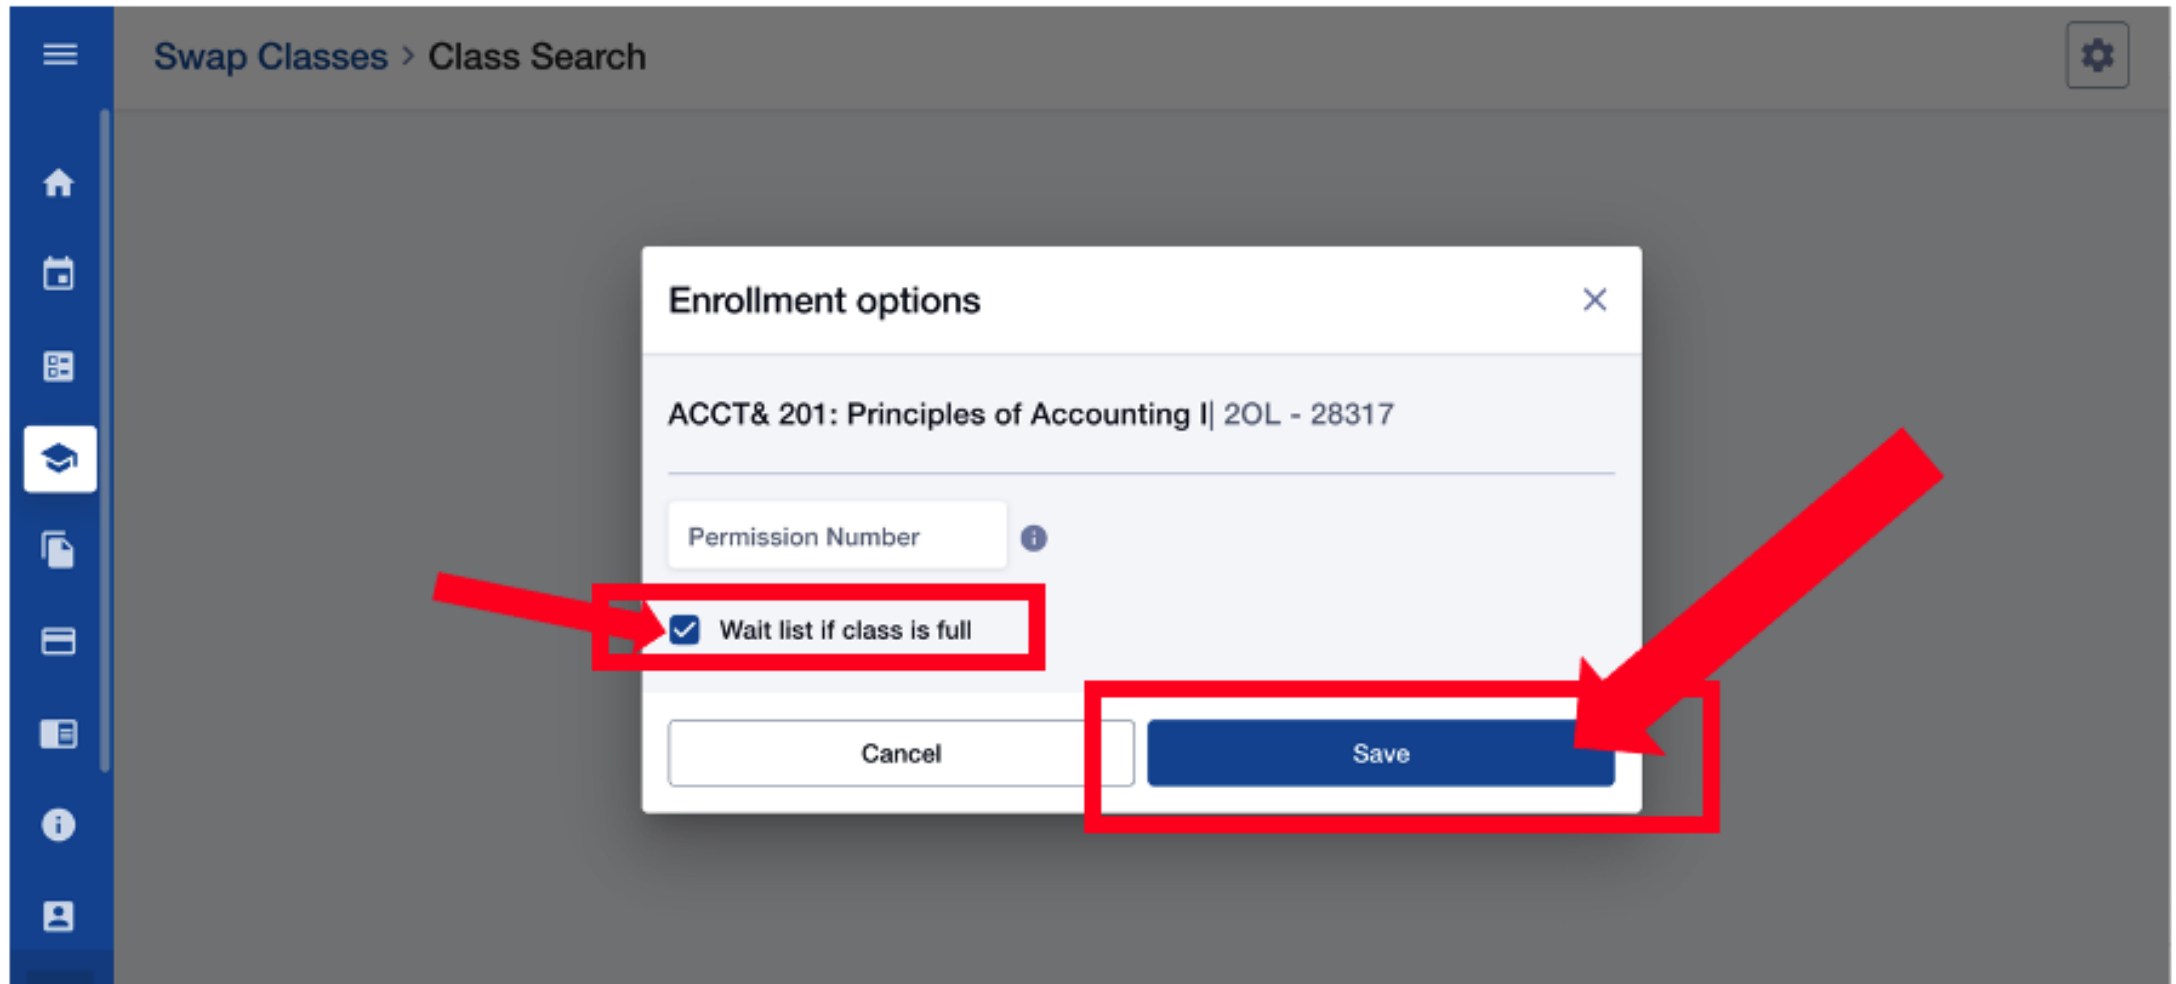 Swap Classes > Class Search
Enrollment options
ACCT& 201: Principles of Accounting I| 2OL - 28317
Permission Number
Wait list if class is full
Cancel
Save